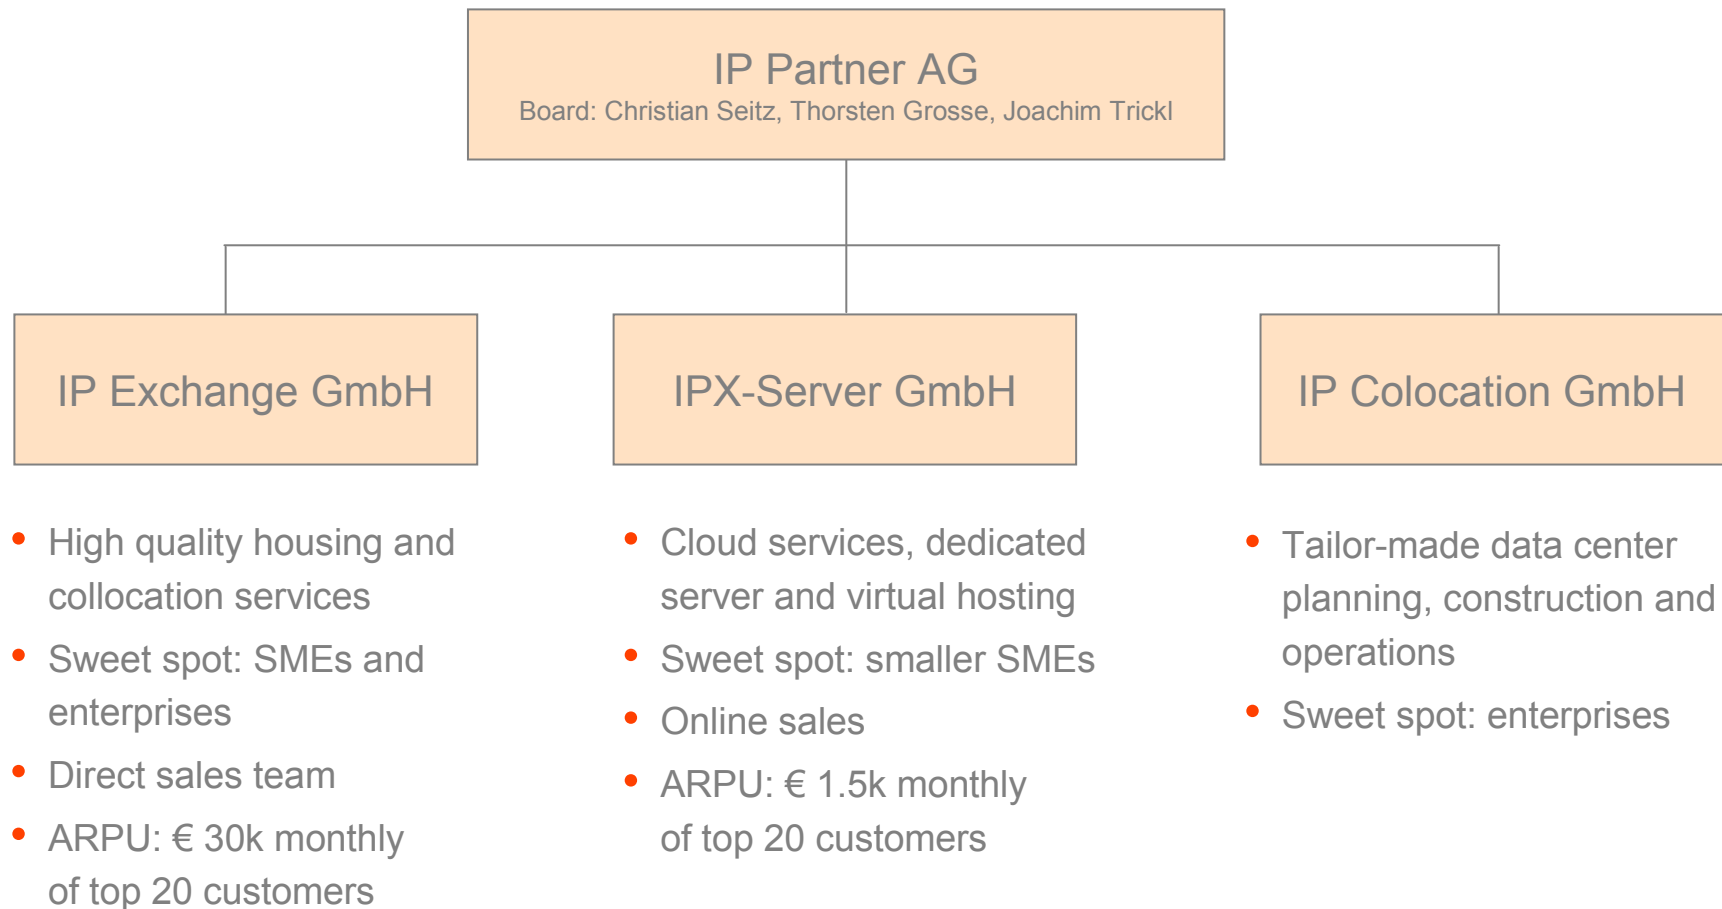 IP Partner AG
Board: Christian Seitz, Thorsten Grosse, Joachim Trickl
IP Exchange GmbH
IPX-Server GmbH
IP Colocation GmbH
• High quality housing and
collocation services
• Sweet spot: SMEs and
enterprises
• Direct sales team
• ARPU: € 30k monthly
of top 20 customers
• Cloud services, dedicated
server and virtual hosting
• Sweet spot: smaller SMEs
• Online sales
• ARPU: € 1.5k monthly
of top 20 customers
• Tailor-made data center
planning, construction and
operations
• Sweet spot: enterprises